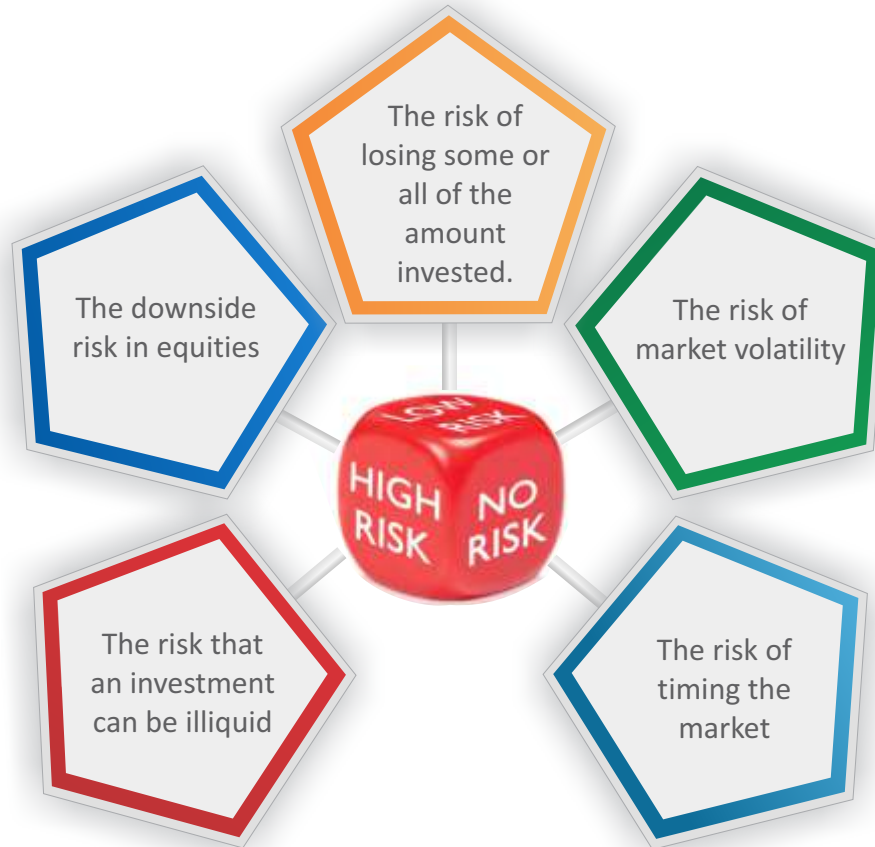 The risk of
losing some or
all of the
amount
invested.
The downside
risk in equities
The risk of
market volatility
LOW
RISK
HIGH
RISK
NO
RISK
The risk that
an investment
can be illiquid
The risk of
timing the
market